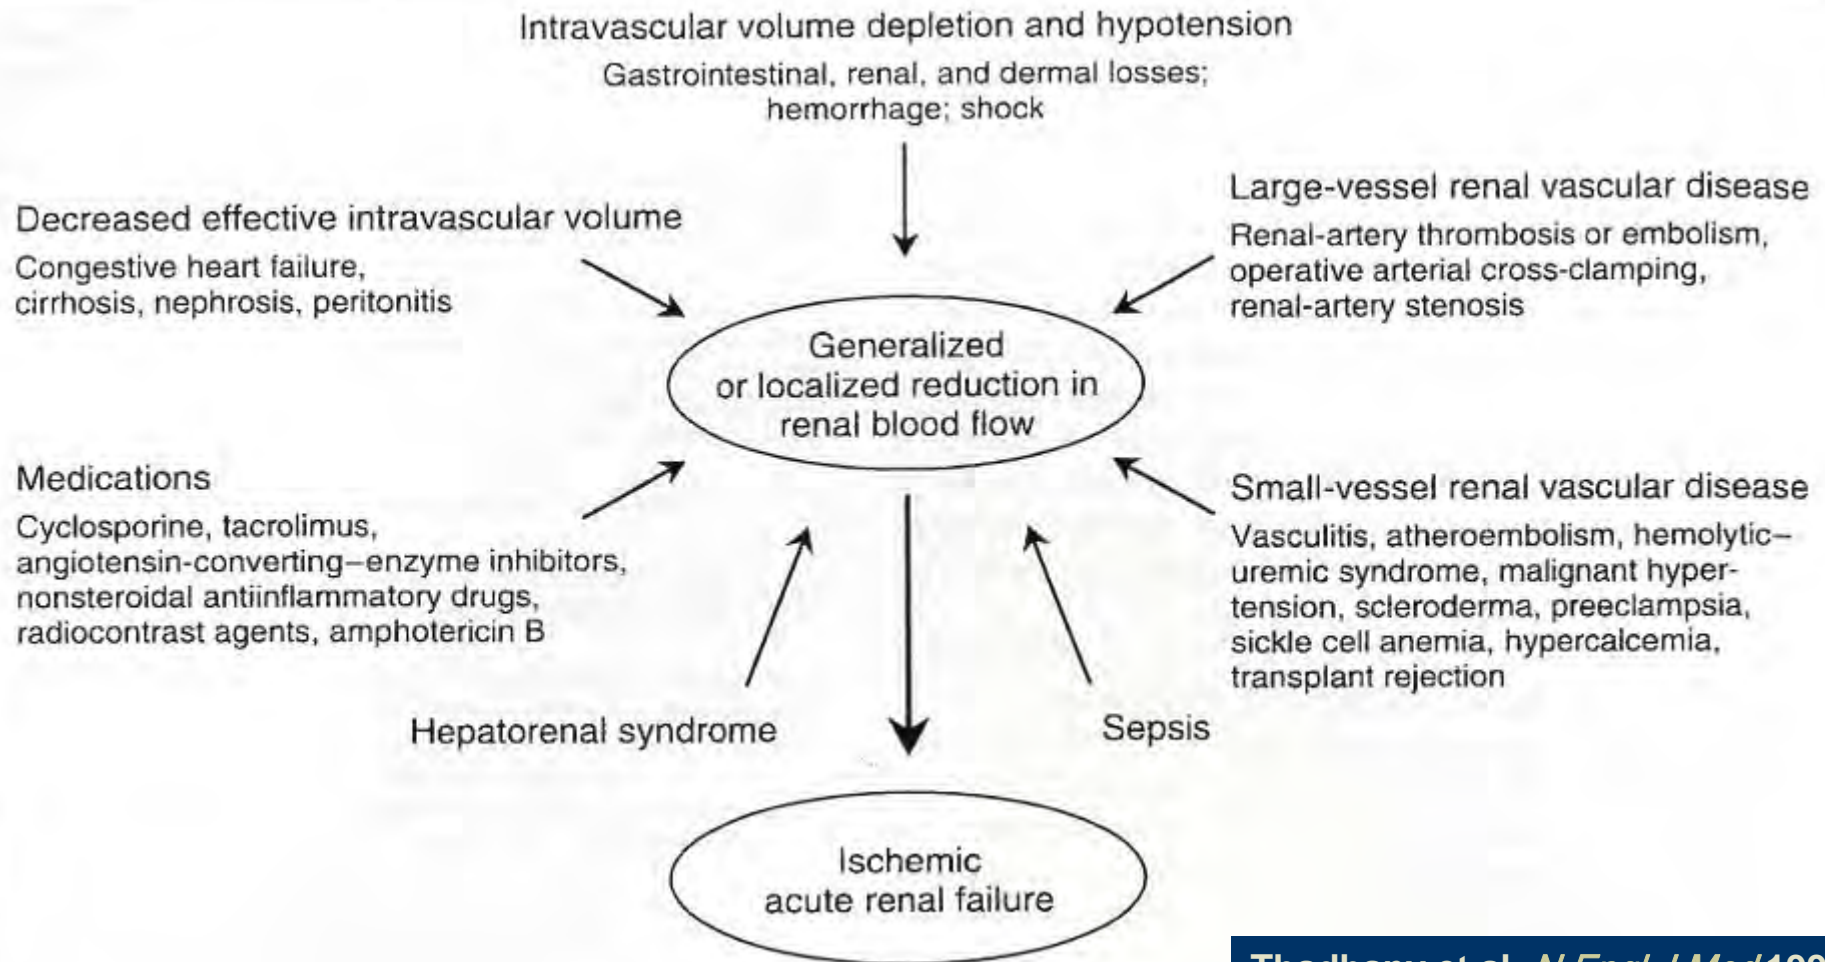 Intravascular volume depletion and hypotension
Gastrointestinal, renal, and dermal losses;
hemorrhage; shock
Decreased effective intravascular volume
Congestive heart failure,
cirrhosis, nephrosis, peritonitis
Large-vessel renal vascular disease
Renal-artery thrombosis or embolism,
operative arterial cross-clamping,
renal-artery stenosis
Generalized
or localized reduction in
renal blood flow
Medications
Cyclosporine, tacrolimus,
angiotensin-converting–enzyme inhibitors,
nonsteroidal antiinflammatory drugs,
radiocontrast agents, amphotericin B
Small-vessel renal vascular disease
Vasculitis, atheroembolism, hemolytic–
uremic syndrome, malignant hyper-
tension, scleroderma, preeclampsia,
sickle cell anemia, hypercalcemia,
transplant rejection
Hepatorenal syndrome
Sepsis
Ischemic
acute renal failure